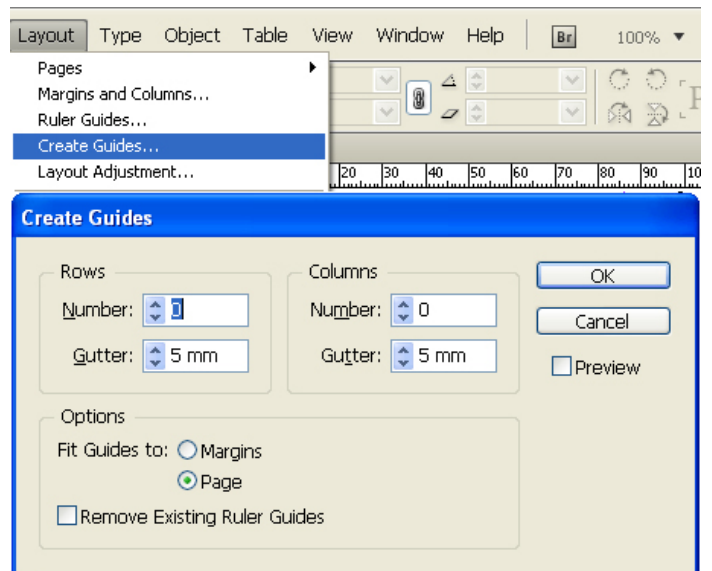 Layout Type Object Table View Window Help Br 100%
Pages
Margins and Columns...
Ruler Guides...
Create Guides...
Layout Adjustment...
20 30 40 50 60 70 80 90 10
Create Guides
Rows
Number: 0
Gutter: 5 mm
Columns
Number: 0
Gutter: 5 mm
OK
Cancel
Preview
Options
Fit Guides to: Margins
Page
Remove Existing Ruler Guides